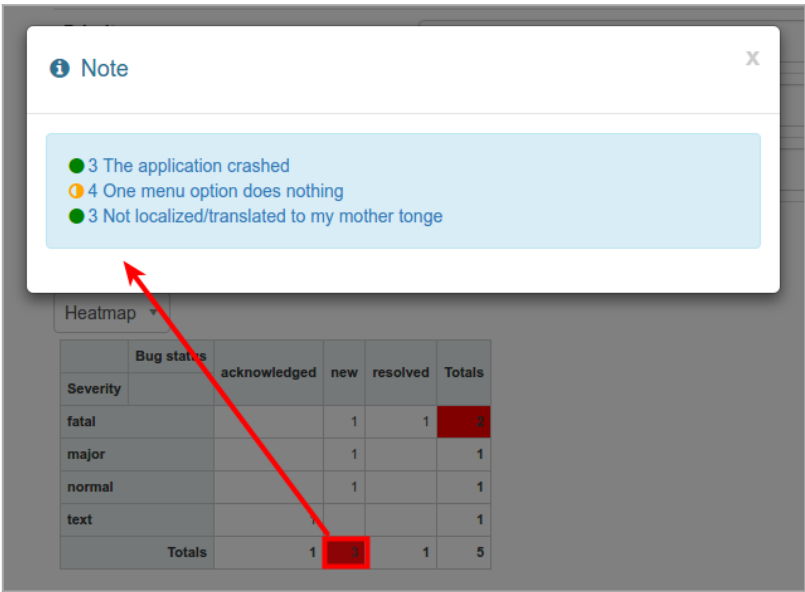 Note
x
3 The application crashed
4 One menu option does nothing
3 Not localized/translated to my mother tonge
Heatmap
Bug status acknowledged new resolved Totals
Severity
fatal 1 1 2
major 1 1
normal 1 1
text 1 1
Totals 1 3 1 5